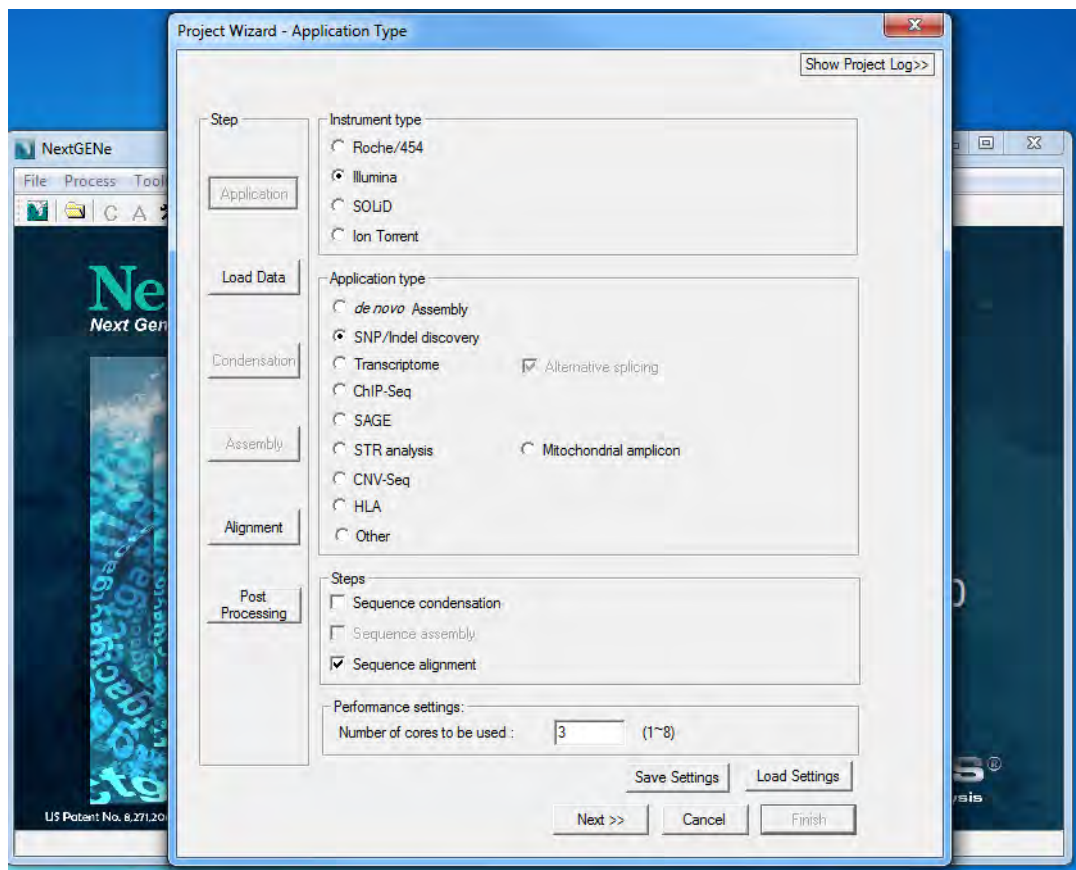 Project Wizard - Application Type
Show Project Log>>
Step
Application
Load Data
Condensation
Assembly
Alignment
Post
Processing
Instrument type
Roche/454
Illumina
SOLiD
Ion Torrent
Application type
de novo Assembly
SNP/Indel discovery
Transcriptome
Alternative splicing
ChIP-Seq
SAGE
STR analysis
Mitochondrial amplicon
CNV-Seq
HLA
Other
Steps
Sequence condensation
Sequence assembly
Sequence alignment
Performance settings:
Number of cores to be used : 3 (1~8)
Save Settings
Load Settings
Next >>
Cancel
Finish
NextGENe
File Process Tool
C A
Ne
Next Gen
US Patent No. 8,271,20
S®
ysis